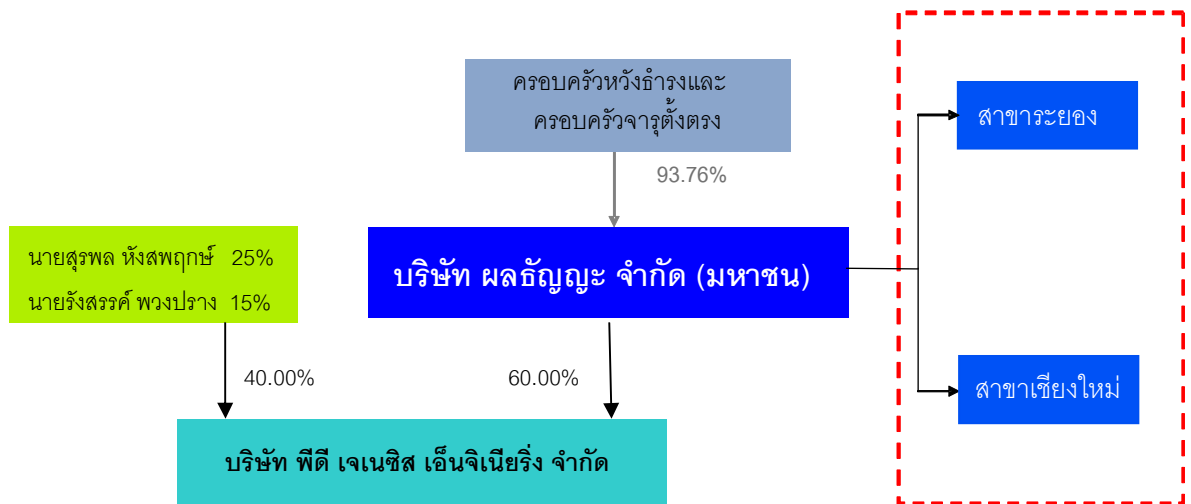 ครอบครัวหวังธำรงและ
ครอบครัวจารุตั้งตรง
สาขาระยอง
93.76%
นายสุรพล หังสพฤกษ์ 25%
นายรังสรรค์ พวงปราง 15%
บริษัท ผลธัญญะ จำกัด (มหาชน)
40.00%
60.00%
สาขาเชียงใหม่
บริษัท พีดี เจเนซิส เอ็นจิเนียริ่ง จำกัด